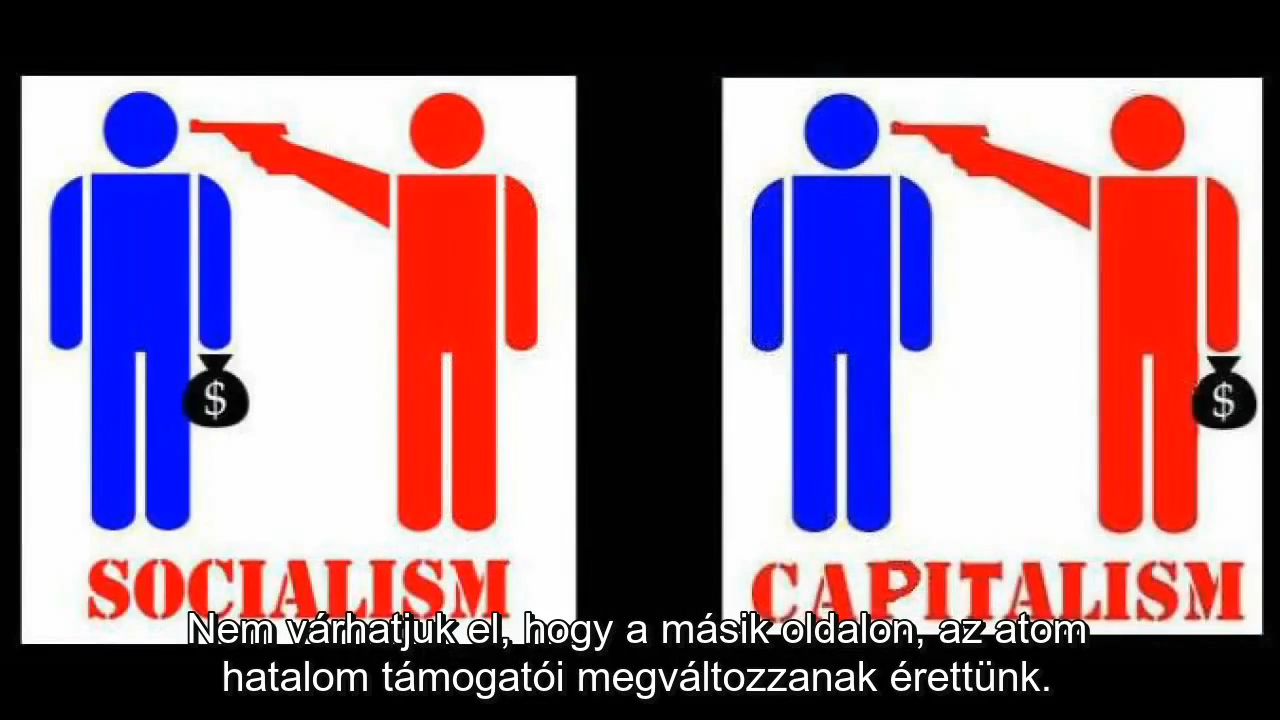 $
$
SOCIALISM
CAPITALISM
Nem várhatjuk el, hogy a másik oldalon, az atom
hatalom támogatói megváltozzanak érettünk.